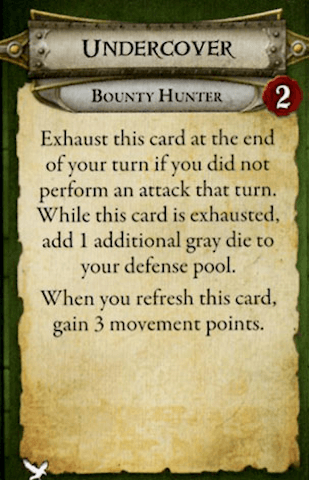 UNDERCOVER
BOUNTY HUNTER
2
Exhaust this card at the end
of your turn if you did not
perform an attack that turn.
While this card is exhausted,
add 1 additional gray die to
your defense pool.
When you refresh this card,
gain 3 movement points.